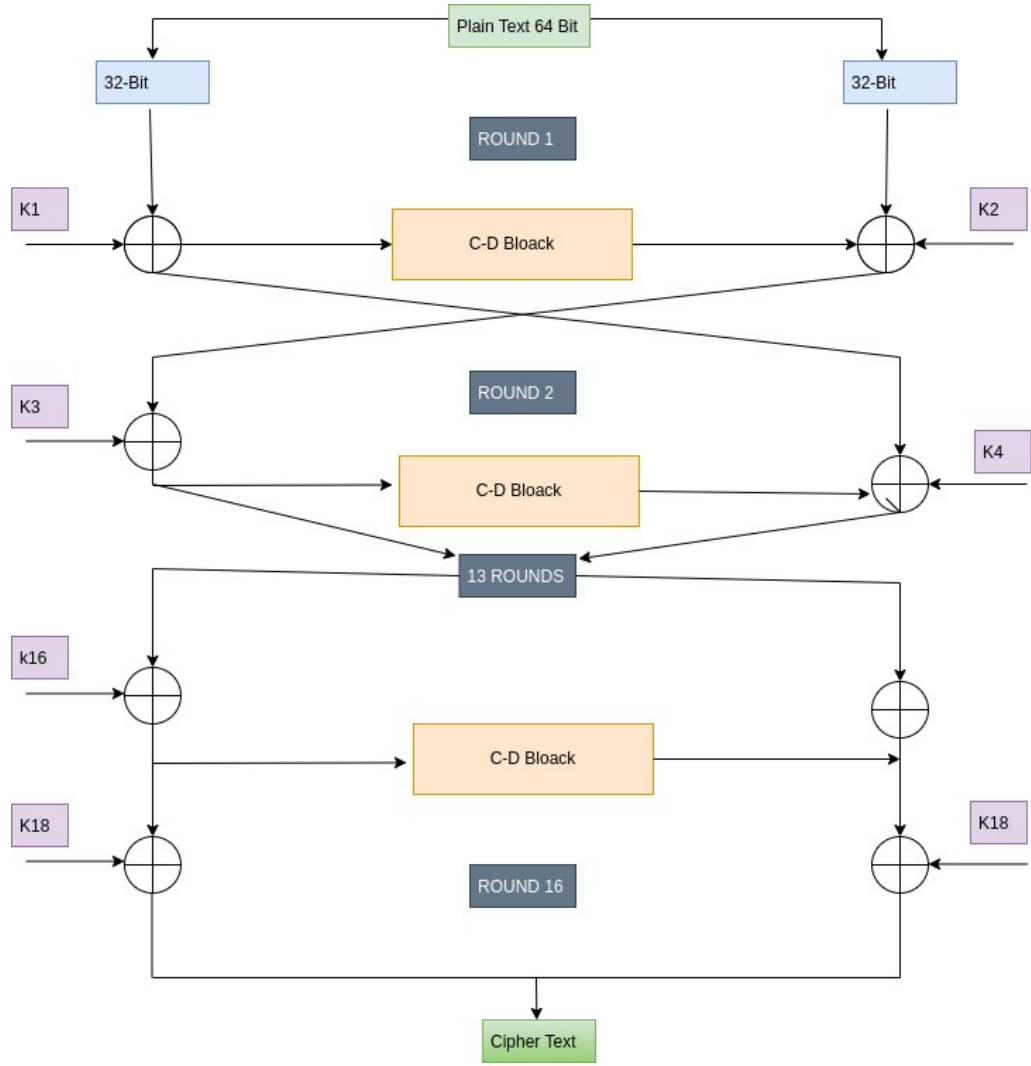 Plain Text 64 Bit
32-Bit
32-Bit
ROUND 1
K1
K2
C-D Bloack
ROUND 2
K3
K4
C-D Bloack
13 ROUNDS
k16
C-D Bloack
K18
K18
ROUND 16
Cipher Text